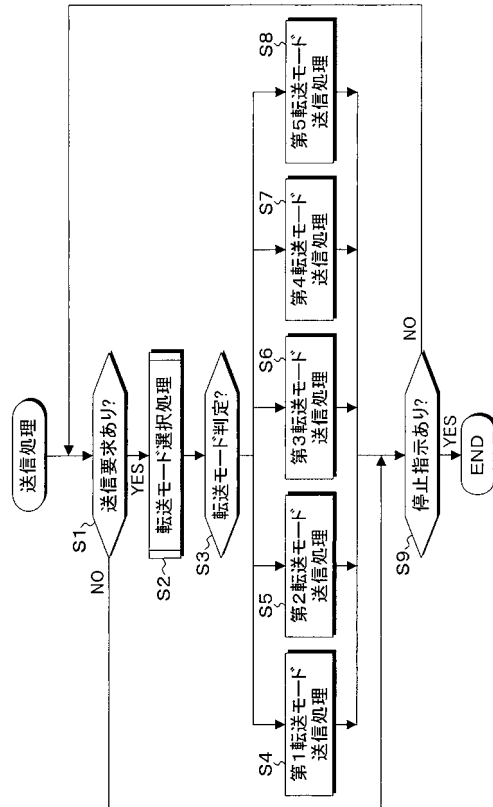 送信処理
S1
送信要求あり?
NO
YES
S2
転送モード選択処理
S3
転送モード判定?
S4
第1転送モード
送信処理
S5
第2転送モード
送信処理
S6
第3転送モード
送信処理
S7
第4転送モード
送信処理
S8
第5転送モード
送信処理
S9
停止指示あり?
NO
YES
END